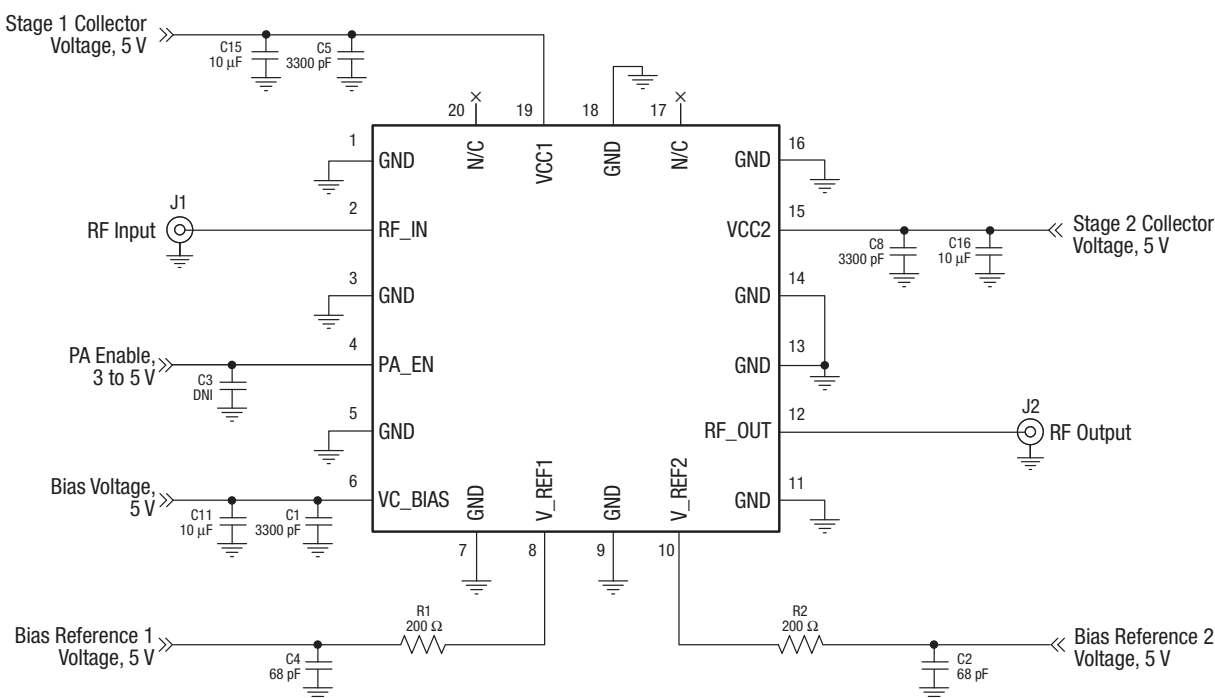 Stage 1 Collector
Voltage, 5 V
C15
10 µF
C5
3300 pF
20
19
18
17
N/C
VCC1
GND
N/C
1
GND
16
GND
J1
RF Input
2
RF_IN
15
VCC2
C8
3300 pF
C16
10 µF
Stage 2 Collector
Voltage, 5 V
3
GND
14
GND
PA Enable,
3 to 5 V
C3
DNI
4
PA_EN
13
GND
5
GND
12
RF_OUT
J2
RF Output
Bias Voltage,
5 V
C11
10 µF
C1
3300 pF
6
VC_BIAS
GND
V_REF1
GND
V_REF2
11
GND
7
8
9
10
Bias Reference 1
Voltage, 5 V
C4
68 pF
R1
200 Ω
R2
200 Ω
C2
68 pF
Bias Reference 2
Voltage, 5 V